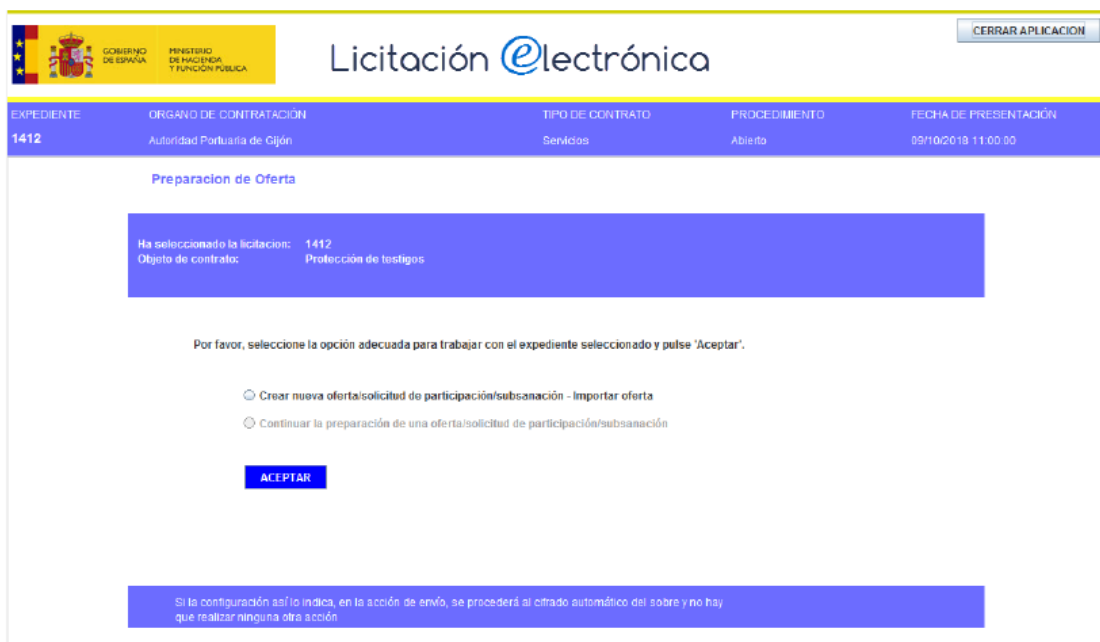 GOBIERNO
DE ESPAÑA
MINISTERIO
DE HACIENDA
Y FUNCIÓN PÚBLICA
Licitación electrónica
CERRAR APLICACION
EXPEDIENTE ORGANO DE CONTRATACIÓN TIPO DE CONTRATO PROCEDIMIENTO FECHA DE PRESENTACIÓN
1412 Autoridad Portuaria de Gijón Servicios Abierto 09/10/2018 11:00:00
Preparacion de Oferta
Ha seleccionado la licitacion: 1412
Objeto de contrato: Protección de testigos
Por favor, seleccione la opción adecuada para trabajar con el expediente seleccionado y pulse 'Aceptar'.
Crear nueva oferta/solicitud de participación/subsanación - Importar oferta
Continuar la preparación de una oferta/solicitud de participación/subsanación
ACEPTAR
Si la configuración así lo indica, en la acción de envío, se procederá al cifrado automático del sobre y no hay
que realizar ninguna otra acción